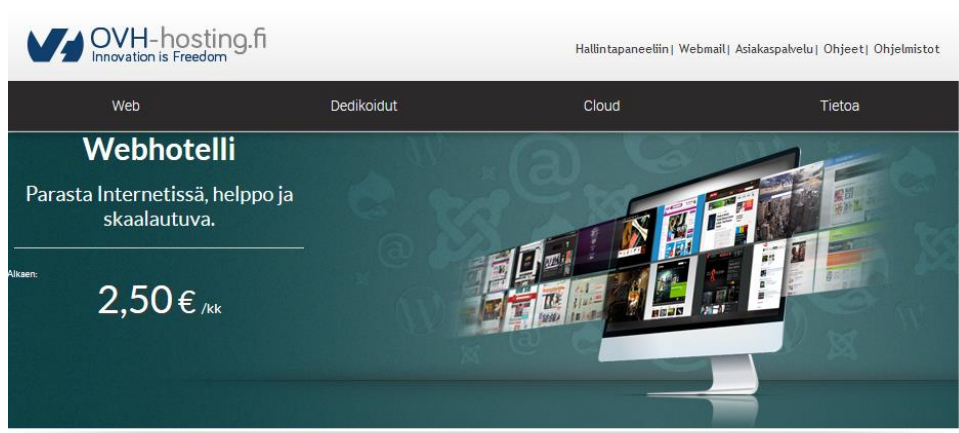 OVH-hosting.fi
Innovation is Freedom
Hallintapaneeliin| Webmail| Asiakaspalvelu| Ohjeet| Ohjelmistot
Web Dedikoidut Cloud Tietoa
Webhotelli
Parasta Internetissä, helppo ja
skaalautuva.
Alkaen:
2,50 € /kk